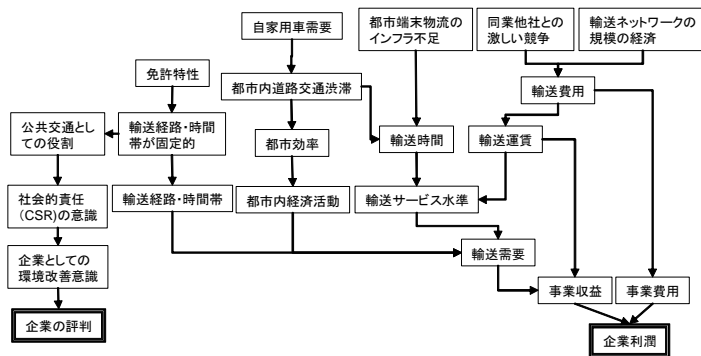 自家用車需要
都市端末物流の
インフラ不足
同業他社との
激しい競争
輸送ネットワークの
規模の経済
免許特性
都市内道路交通渋滞
輸送費用
公共交通とし
ての役割
輸送経路・時間
帯が固定的
都市効率
輸送時間
輸送運賃
社会的責任
(CSR)の意識
輸送経路・時間帯
都市内経済活動
輸送サービス水準
企業としての
環境改善意識
輸送需要
事業収益
事業費用
企業の評判
企業利潤